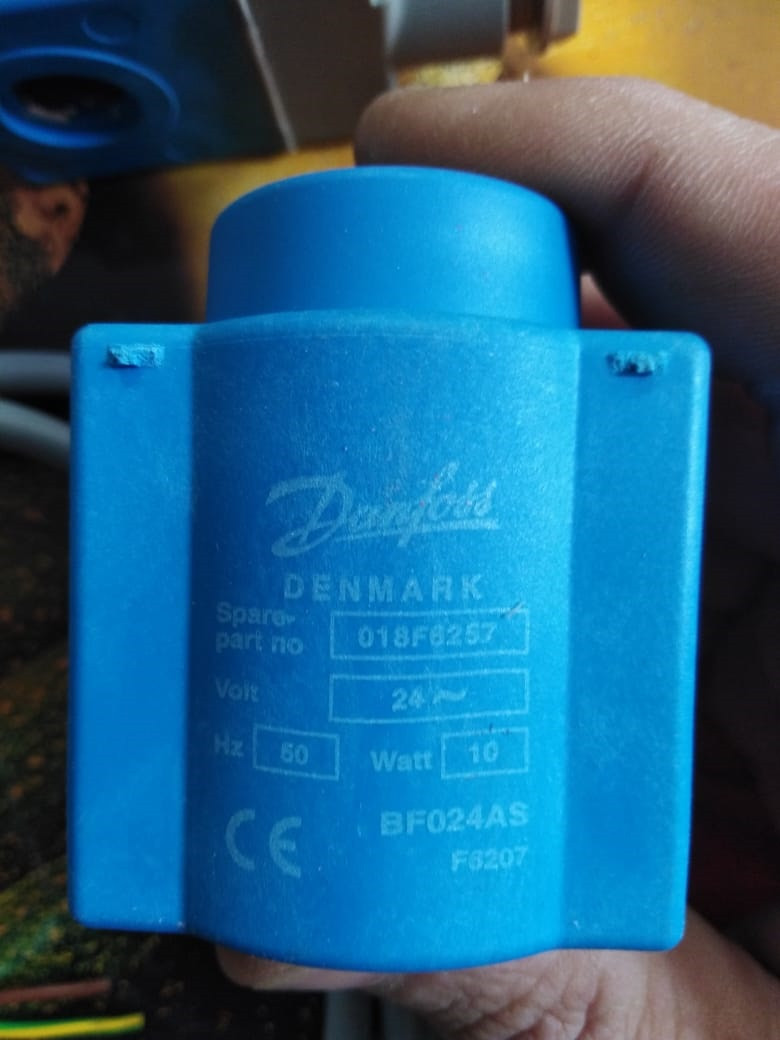 Danfoss
DENMARK
Spare-
part no 018F6257
Volt 24~
Hz 50 Watt 10
CE BF024AS
F6207